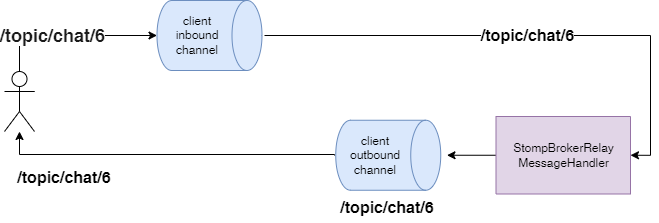 client
inbound
channel
/topic/chat/6
/topic/chat/6
client
outbound
channel
StompBrokerRelay
MessageHandler
/topic/chat/6
/topic/chat/6